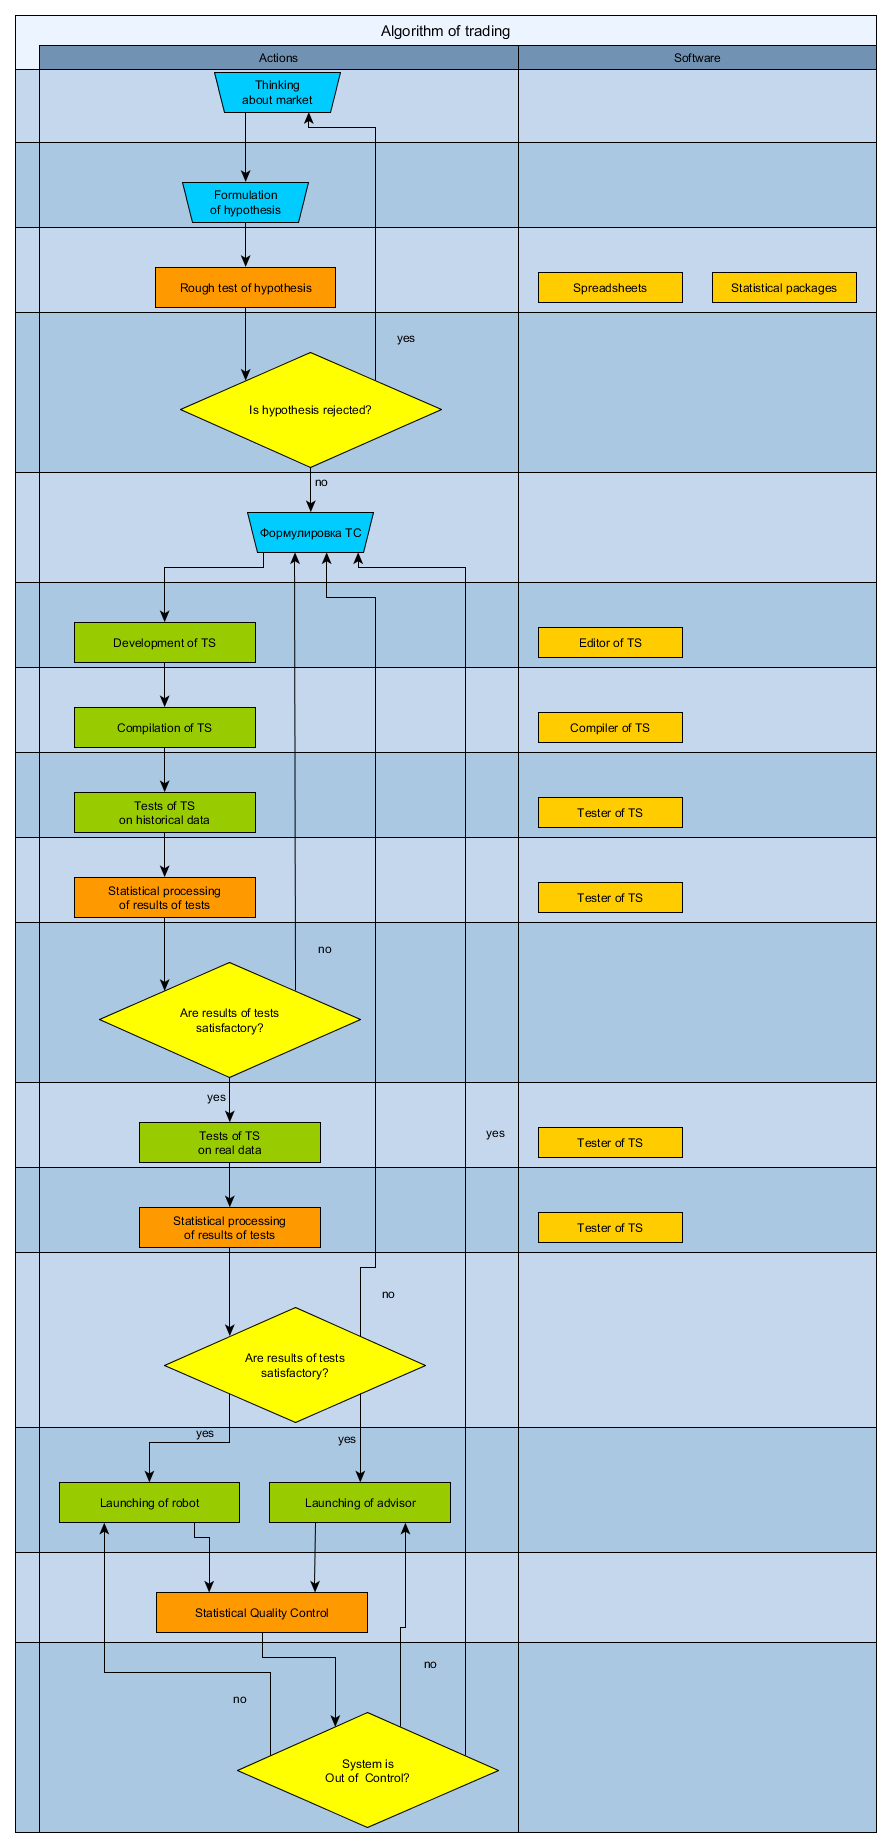 Algorithm of trading
Actions
Software
Thinking
about market
Formulation
of hypothesis
Rough test of hypothesis
Spreadsheets
Statistical packages
yes
Is hypothesis rejected?
no
Формулировка ТС
Development of TS
Editor of TS
Compilation of TS
Compiler of TS
Tests of TS
on historical data
Tester of TS
Statistical processing
of results of tests
Tester of TS
no
Are results of tests
satisfactory?
yes
Tests of TS
on real data
yes
Tester of TS
Statistical processing
of results of tests
Tester of TS
no
Are results of tests
satisfactory?
yes
yes
Launching of robot
Launching of advisor
Statistical Quality Control
no
no
System is
Out of  Control?